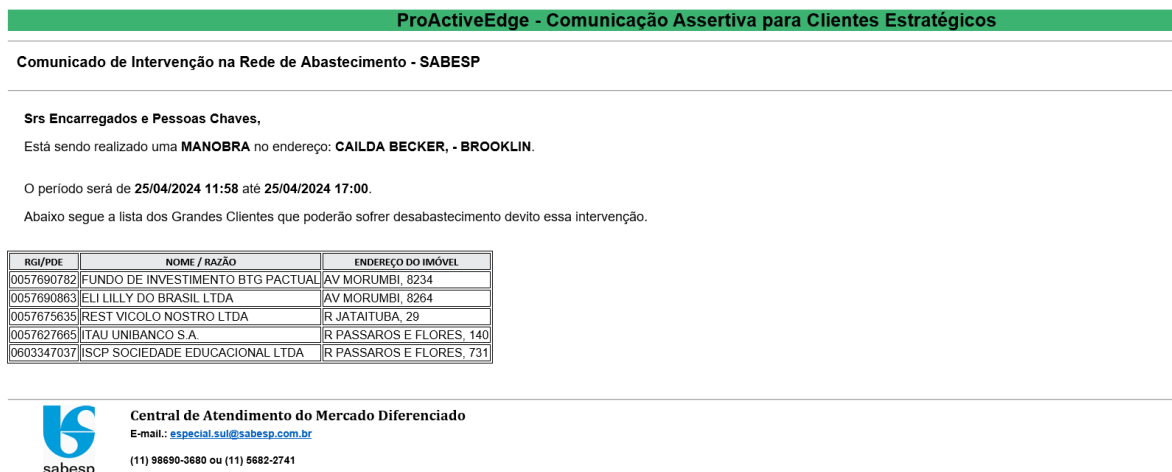 ProActiveEdge - Comunicação Assertiva para Clientes Estratégicos
Comunicado de Intervenção na Rede de Abastecimento - SABESP
Srs Encarregados e Pessoas Chaves,
Está sendo realizado uma MANOBRA no endereço: CAILDA BECKER, - BROOKLIN.
O período será de 25/04/2024 11:58 até 25/04/2024 17:00.
Abaixo segue a lista dos Grandes Clientes que poderão sofrer desabastecimento devito essa intervenção.
RGI/PDE NOME / RAZÃO ENDEREÇO DO IMÓVEL
0057690782 FUNDO DE INVESTIMENTO BTG PACTUAL AV MORUMBI, 8234
0057690863 ELI LILLY DO BRASIL LTDA AV MORUMBI, 8264
0057675635 REST VICOLO NOSTRO LTDA R JATAITUBA, 29
0057627665 ITAU UNIBANCO S.A. R PASSAROS E FLORES, 140
0603347037 ISCP SOCIEDADE EDUCACIONAL LTDA R PASSAROS E FLORES, 731
Central de Atendimento do Mercado Diferenciado
E-mail.: especial.sul@sabesp.com.br
(11) 98690-3680 ou (11) 5682-2741
sabesp